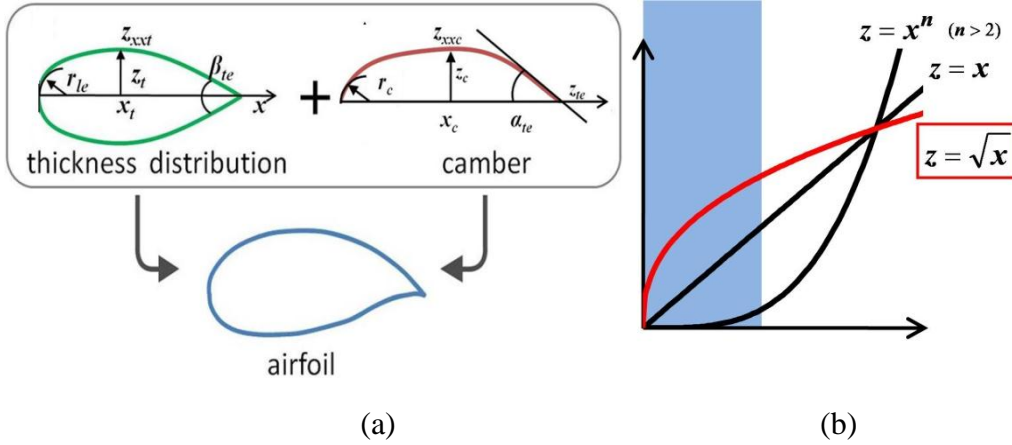 z_xxt
r_le
z_t
β_te
x_t
x
thickness distribution
+
z_xxc
r_c
z_c
z_te
x_c
α_te
camber
airfoil
(a)
z = x^n (n > 2)
z = x
z = √x
(b)